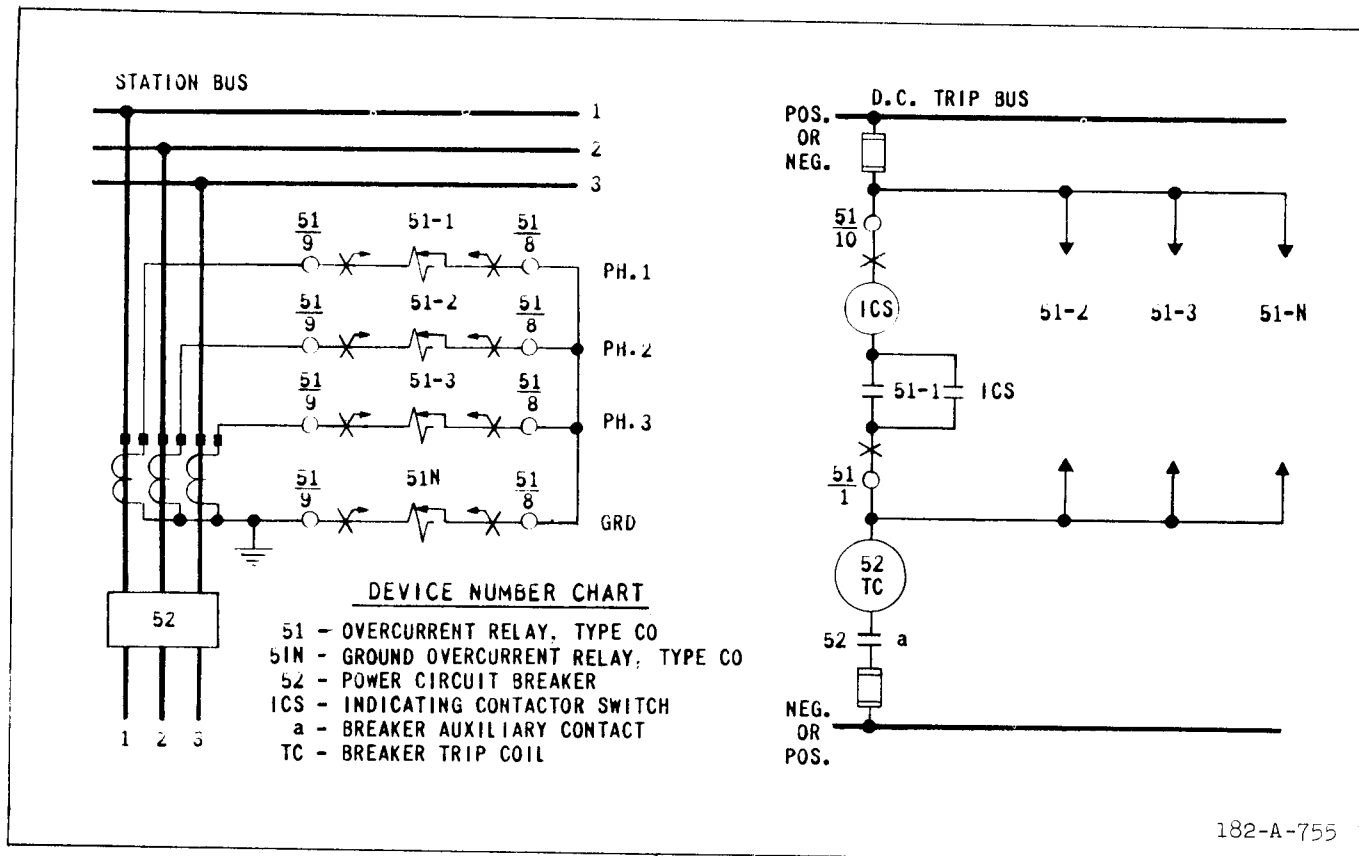 STATION BUS
1
2
3
51
9
51-1
51
8
PH.1
51
9
51-2
51
8
PH.2
51
9
51-3
51
8
PH.3
51
9
51N
51
8
GRD
52
1 2 3
DEVICE NUMBER CHART
51 - OVERCURRENT RELAY, TYPE CO
51N - GROUND OVERCURRENT RELAY, TYPE CO
52 - POWER CIRCUIT BREAKER
ICS - INDICATING CONTACTOR SWITCH
a - BREAKER AUXILIARY CONTACT
TC - BREAKER TRIP COIL
D.C. TRIP BUS
POS.
OR
NEG.
51
10
ICS
51-2 51-3 51-N
51-1 ICS
51
1
52
TC
52 a
NEG.
OR
POS.
182-A-755